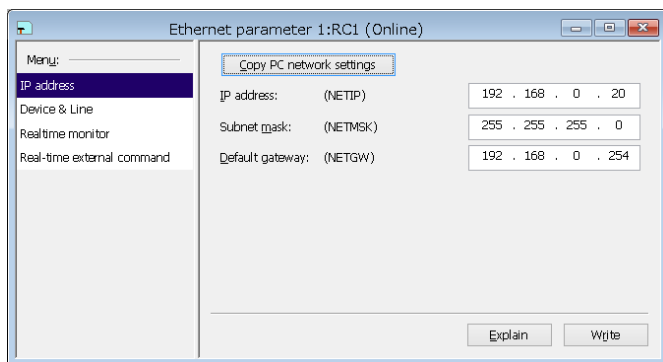 Ethernet parameter 1:RC1 (Online)
Menu:
IP address
Device & Line
Realtime monitor
Real-time external command
Copy PC network settings
IP address: (NETIP) 192 . 168 . 0 . 20
Subnet mask: (NETMSK) 255 . 255 . 255 . 0
Default gateway: (NETGW) 192 . 168 . 0 . 254
Explain Write